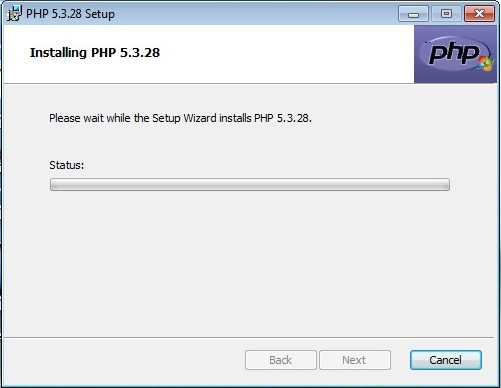 PHP 5.3.28 Setup
Installing PHP 5.3.28
php
Please wait while the Setup Wizard installs PHP 5.3.28.
Status:
Back
Next
Cancel